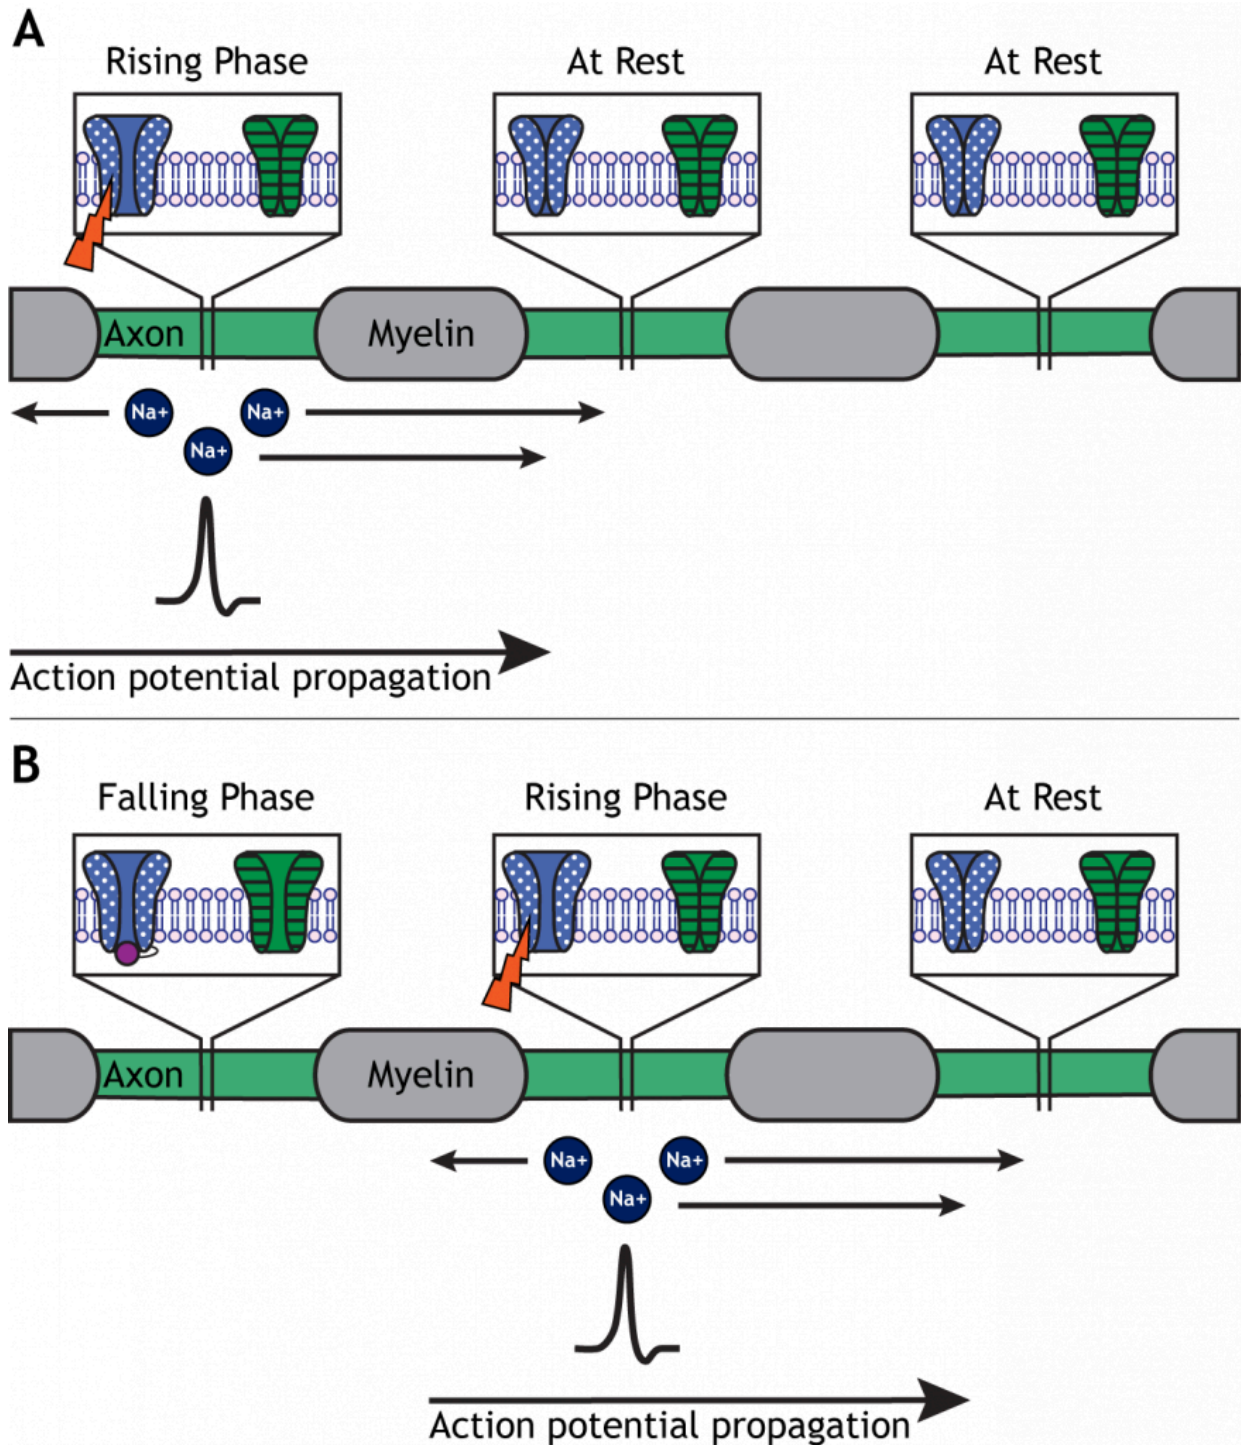 A
Rising Phase
At Rest
At Rest
Axon
Myelin
Na+
Na+
Na+
Action potential propagation
B
Falling Phase
Rising Phase
At Rest
Axon
Myelin
Na+
Na+
Na+
Action potential propagation